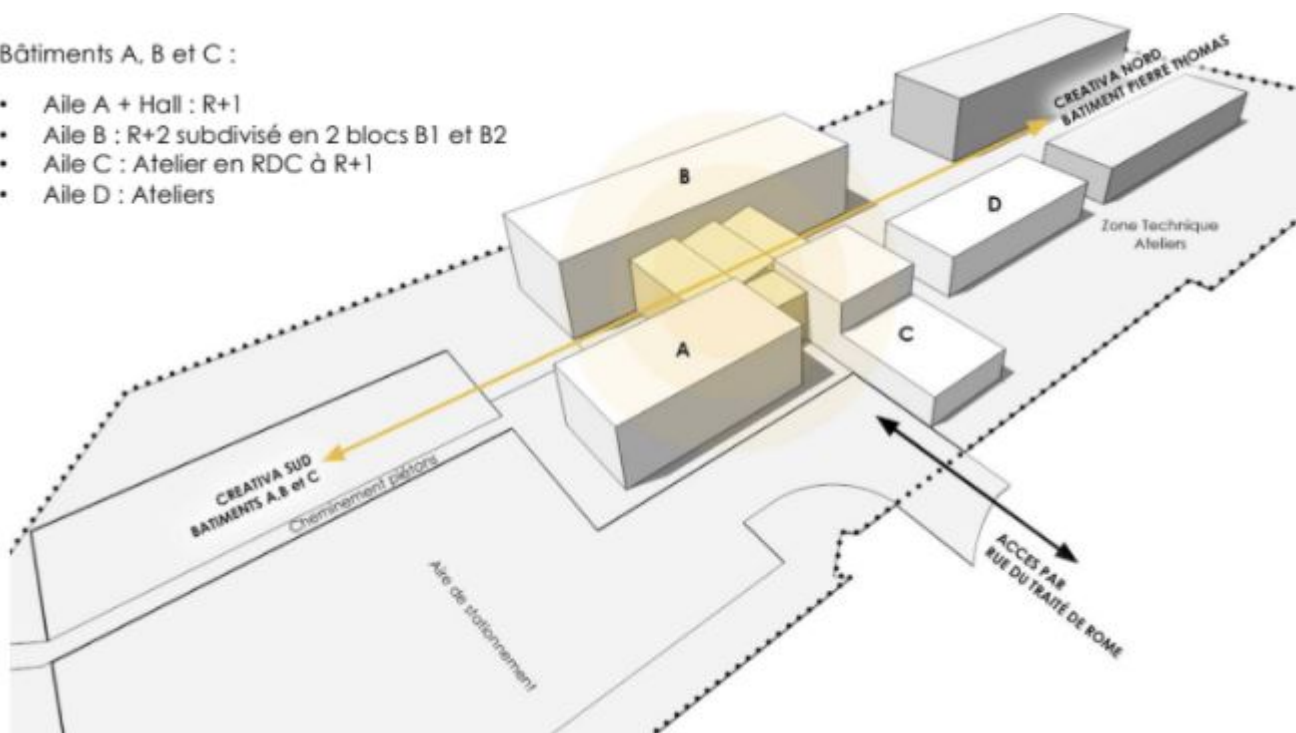 Bâtiments A, B et C :
• Aile A + Hall : R+1
• Aile B : R+2 subdivisé en 2 blocs B1 et B2
• Aile C : Atelier en RDC à R+1
• Aile D : Ateliers
CREATIVA NORD
BATIMENT PIERRE THOMAS
B
D
Zone Technique
Ateliers
A
C
CREATIVA SUD
BATIMENTS A,B et C
Cheminement piétons
Aire de stationnement
ACCES PAR
RUE DU TRAITÉ DE ROME